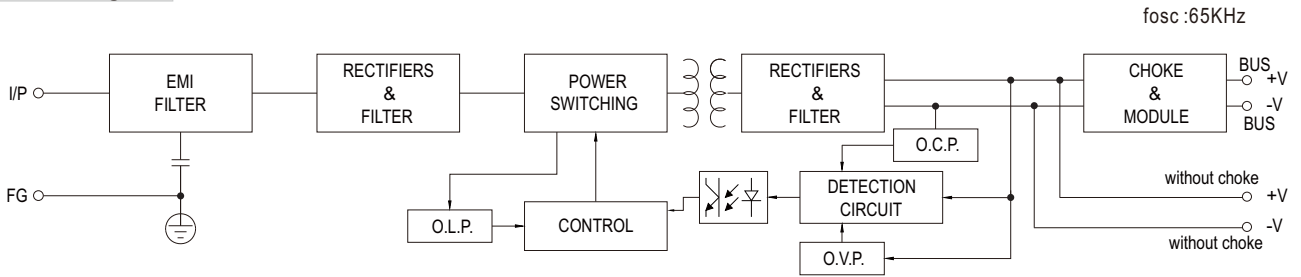 fosc :65KHz
I/P
EMI
FILTER
RECTIFIERS
&
FILTER
POWER
SWITCHING
RECTIFIERS
&
FILTER
CHOKE
&
MODULE
BUS
+V
-V
BUS
O.C.P.
FG
O.L.P.
CONTROL
DETECTION
CIRCUIT
O.V.P.
without choke
+V
-V
without choke